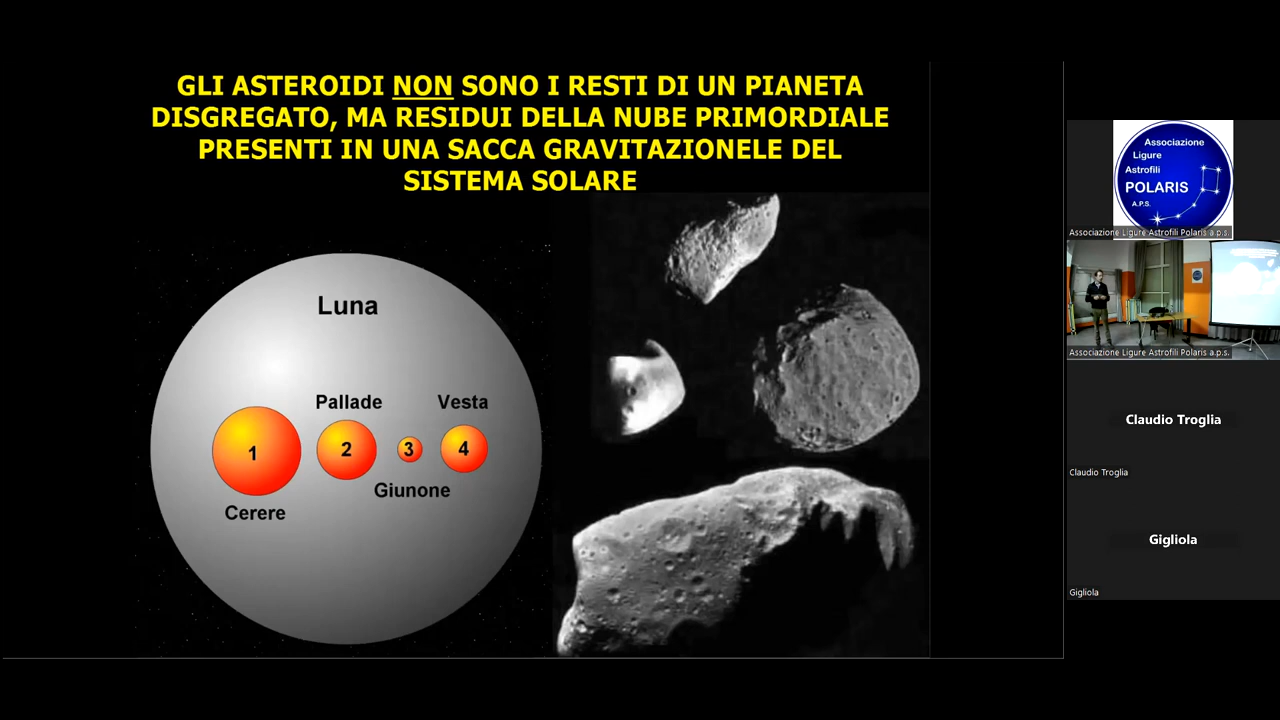 GLI ASTEROIDI NON SONO I RESTI DI UN PIANETA
DISGREGATO, MA RESIDUI DELLA NUBE PRIMORDIALE
PRESENTI IN UNA SACCA GRAVITAZIONELE DEL
SISTEMA SOLARE
Luna
Pallade
Vesta
1
2
3
4
Giunone
Cerere
Associazione
Ligure
Astrofili
POLARIS
A.P.S.
Associazione Ligure Astrofili Polaris a.p.s.
Associazione Ligure Astrofili Polaris a.p.s.
Claudio Troglia
Claudio Troglia
Gigliola
Gigliola